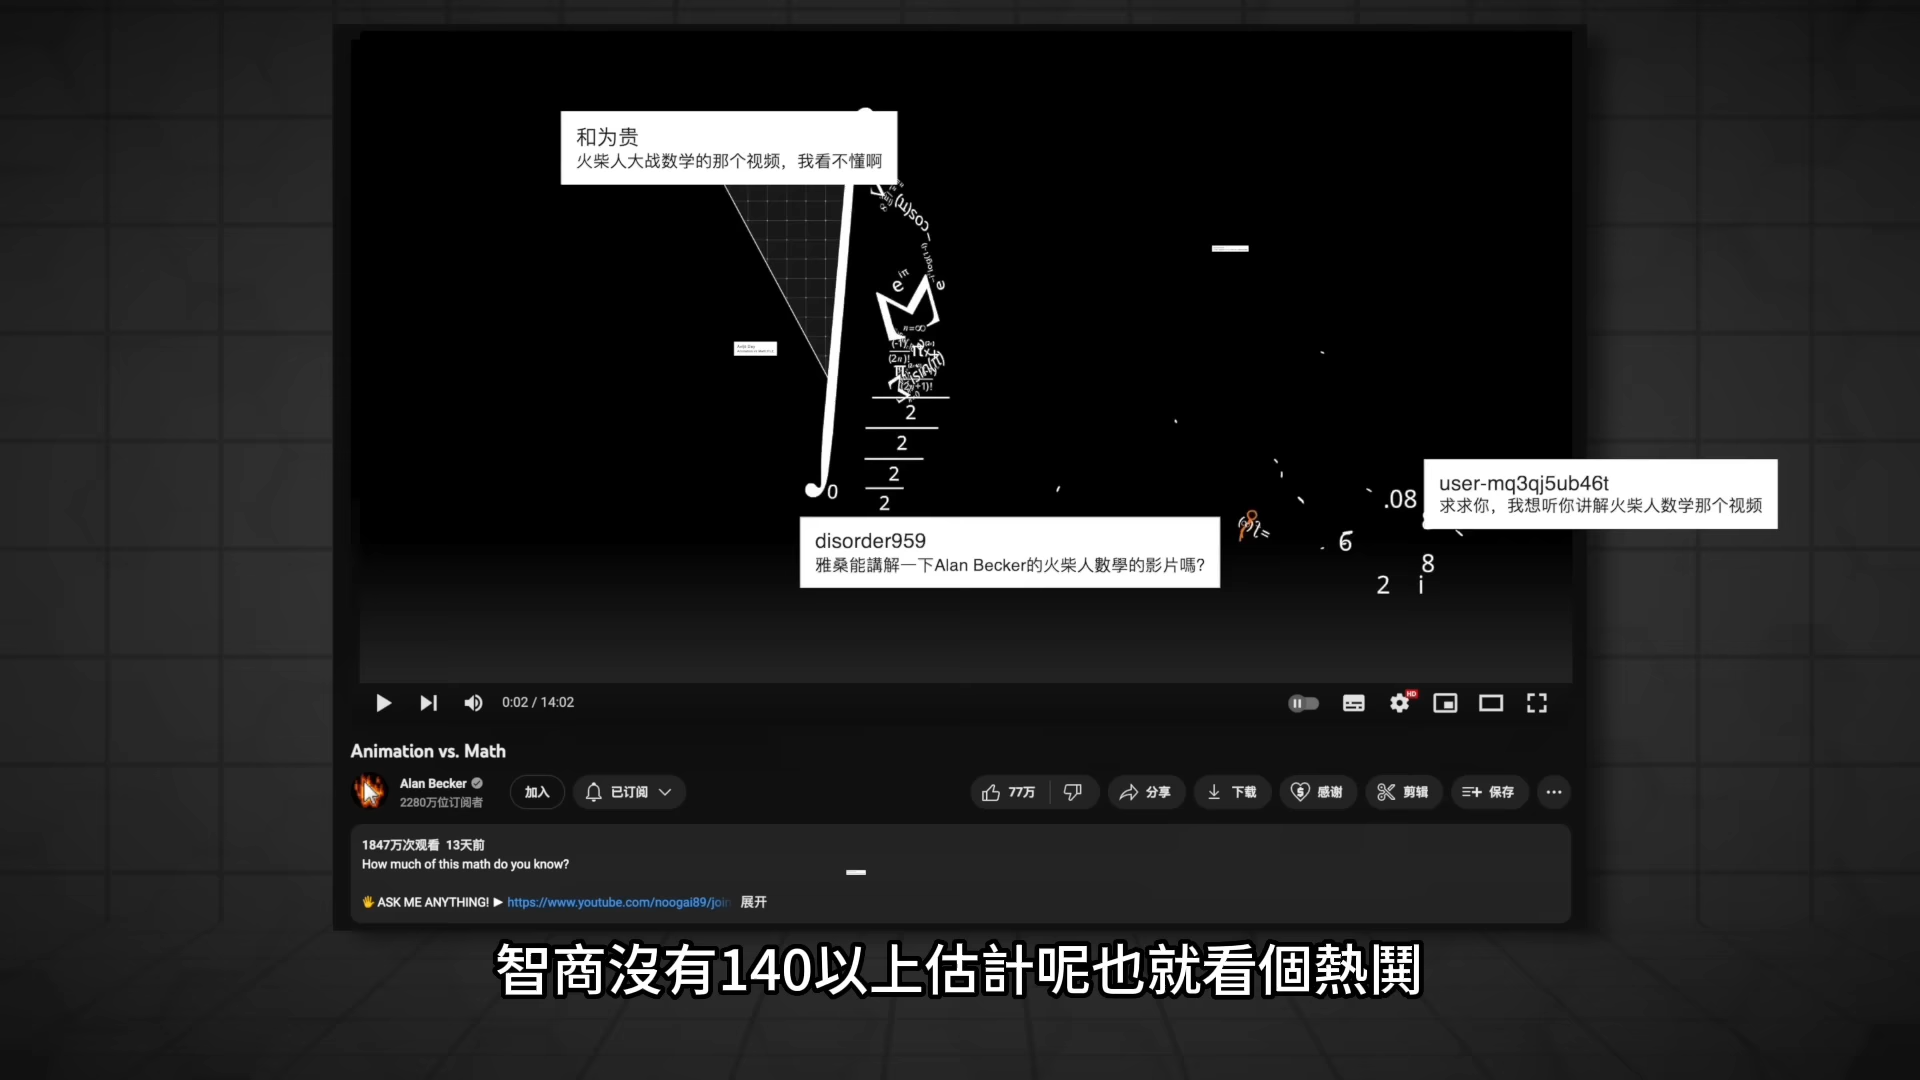 和为贵
火柴人大战数学的那个视频，我看不懂啊
cos(π)
e^iπ
e
n=∞
0
2
2
2
2
disorder959
雅桑能講解一下Alan Becker的火柴人數學的影片嗎?
user-mq3qj5ub46t
求求你，我想听你讲解火柴人数学那个视频
.08
6
8
2 i
0:02 / 14:02
HD
Animation vs. Math
Alan Becker
2280万位订阅者
加入
已订阅
77万
分享
下载
感谢
剪辑
保存
1847万次观看 13天前
How much of this math do you know?
🖐 ASK ME ANYTHING! ► https://www.youtube.com/noogai89/join 展开
智商沒有140以上估計呢也就看個熱鬨